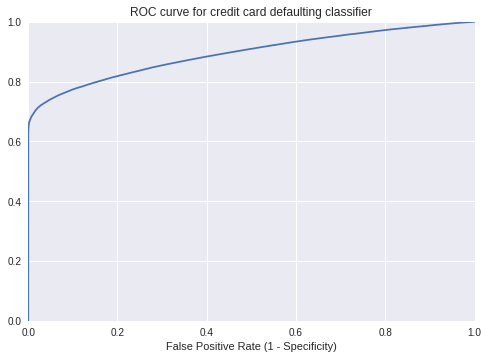 ROC curve for credit card defaulting classifier
1.0
0.8
0.6
0.4
0.2
0.0
0.0 0.2 0.4 0.6 0.8 1.0
False Positive Rate (1 - Specificity)